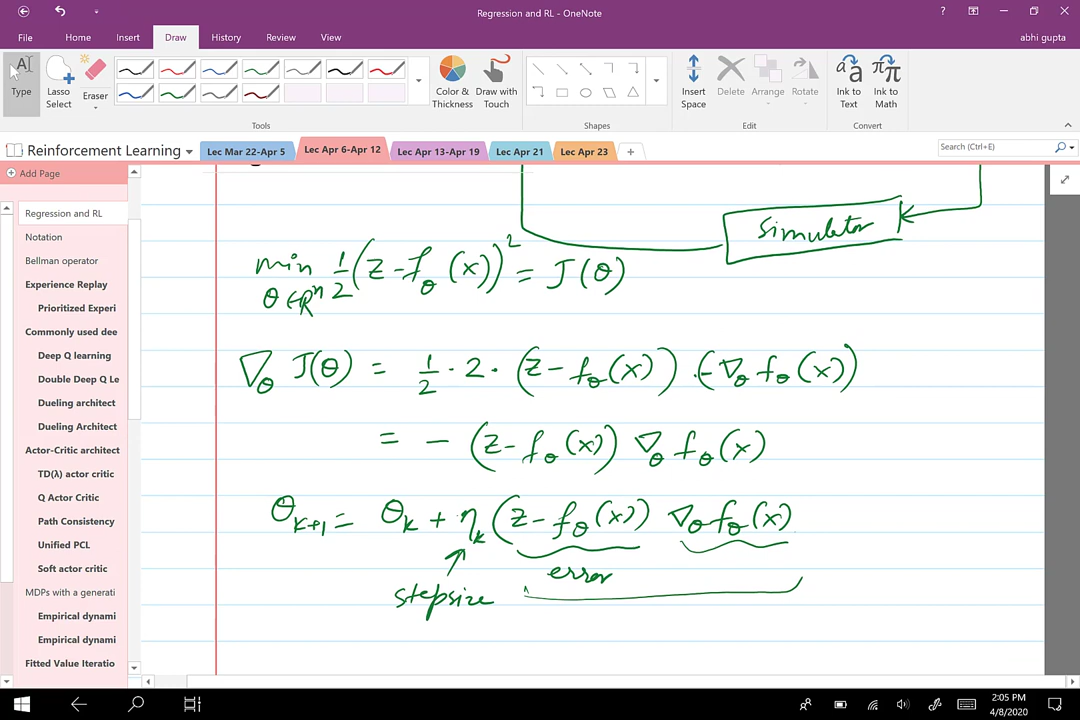 Regression and RL - OneNote
File Home Insert Draw History Review View
abhi gupta
Type
Lasso Select
Eraser
Color & Thickness
Draw with Touch
Insert Space
Delete
Arrange
Rotate
Ink to Text
Ink to Math
Tools
Shapes
Edit
Convert
Reinforcement Learning
Lec Mar 22-Apr 5
Lec Apr 6-Apr 12
Lec Apr 13-Apr 19
Lec Apr 21
Lec Apr 23
Search (Ctrl+E)
Add Page
Regression and RL
Notation
Bellman operator
Experience Replay
Prioritized Experi
Commonly used dee
Deep Q learning
Double Deep Q Le
Dueling architect
Dueling Architect
Actor-Critic architect
TD(λ) actor critic
Q Actor Critic
Path Consistency
Unified PCL
Soft actor critic
MDPs with a generati
Empirical dynami
Empirical dynami
Fitted Value Iteratio
simulator
min_{θ∈ℝⁿ} 1/2 (z - f_θ(x))² = J(θ)
∇_θ J(θ) = 1/2 · 2 · (z - f_θ(x)) · (-∇_θ f_θ(x))
= - (z - f_θ(x)) ∇_θ f_θ(x)
θ_{k+1} = θ_k + η_k (z - f_θ(x)) ∇_θ f_θ(x)
error
stepsize
2:05 PM
4/8/2020